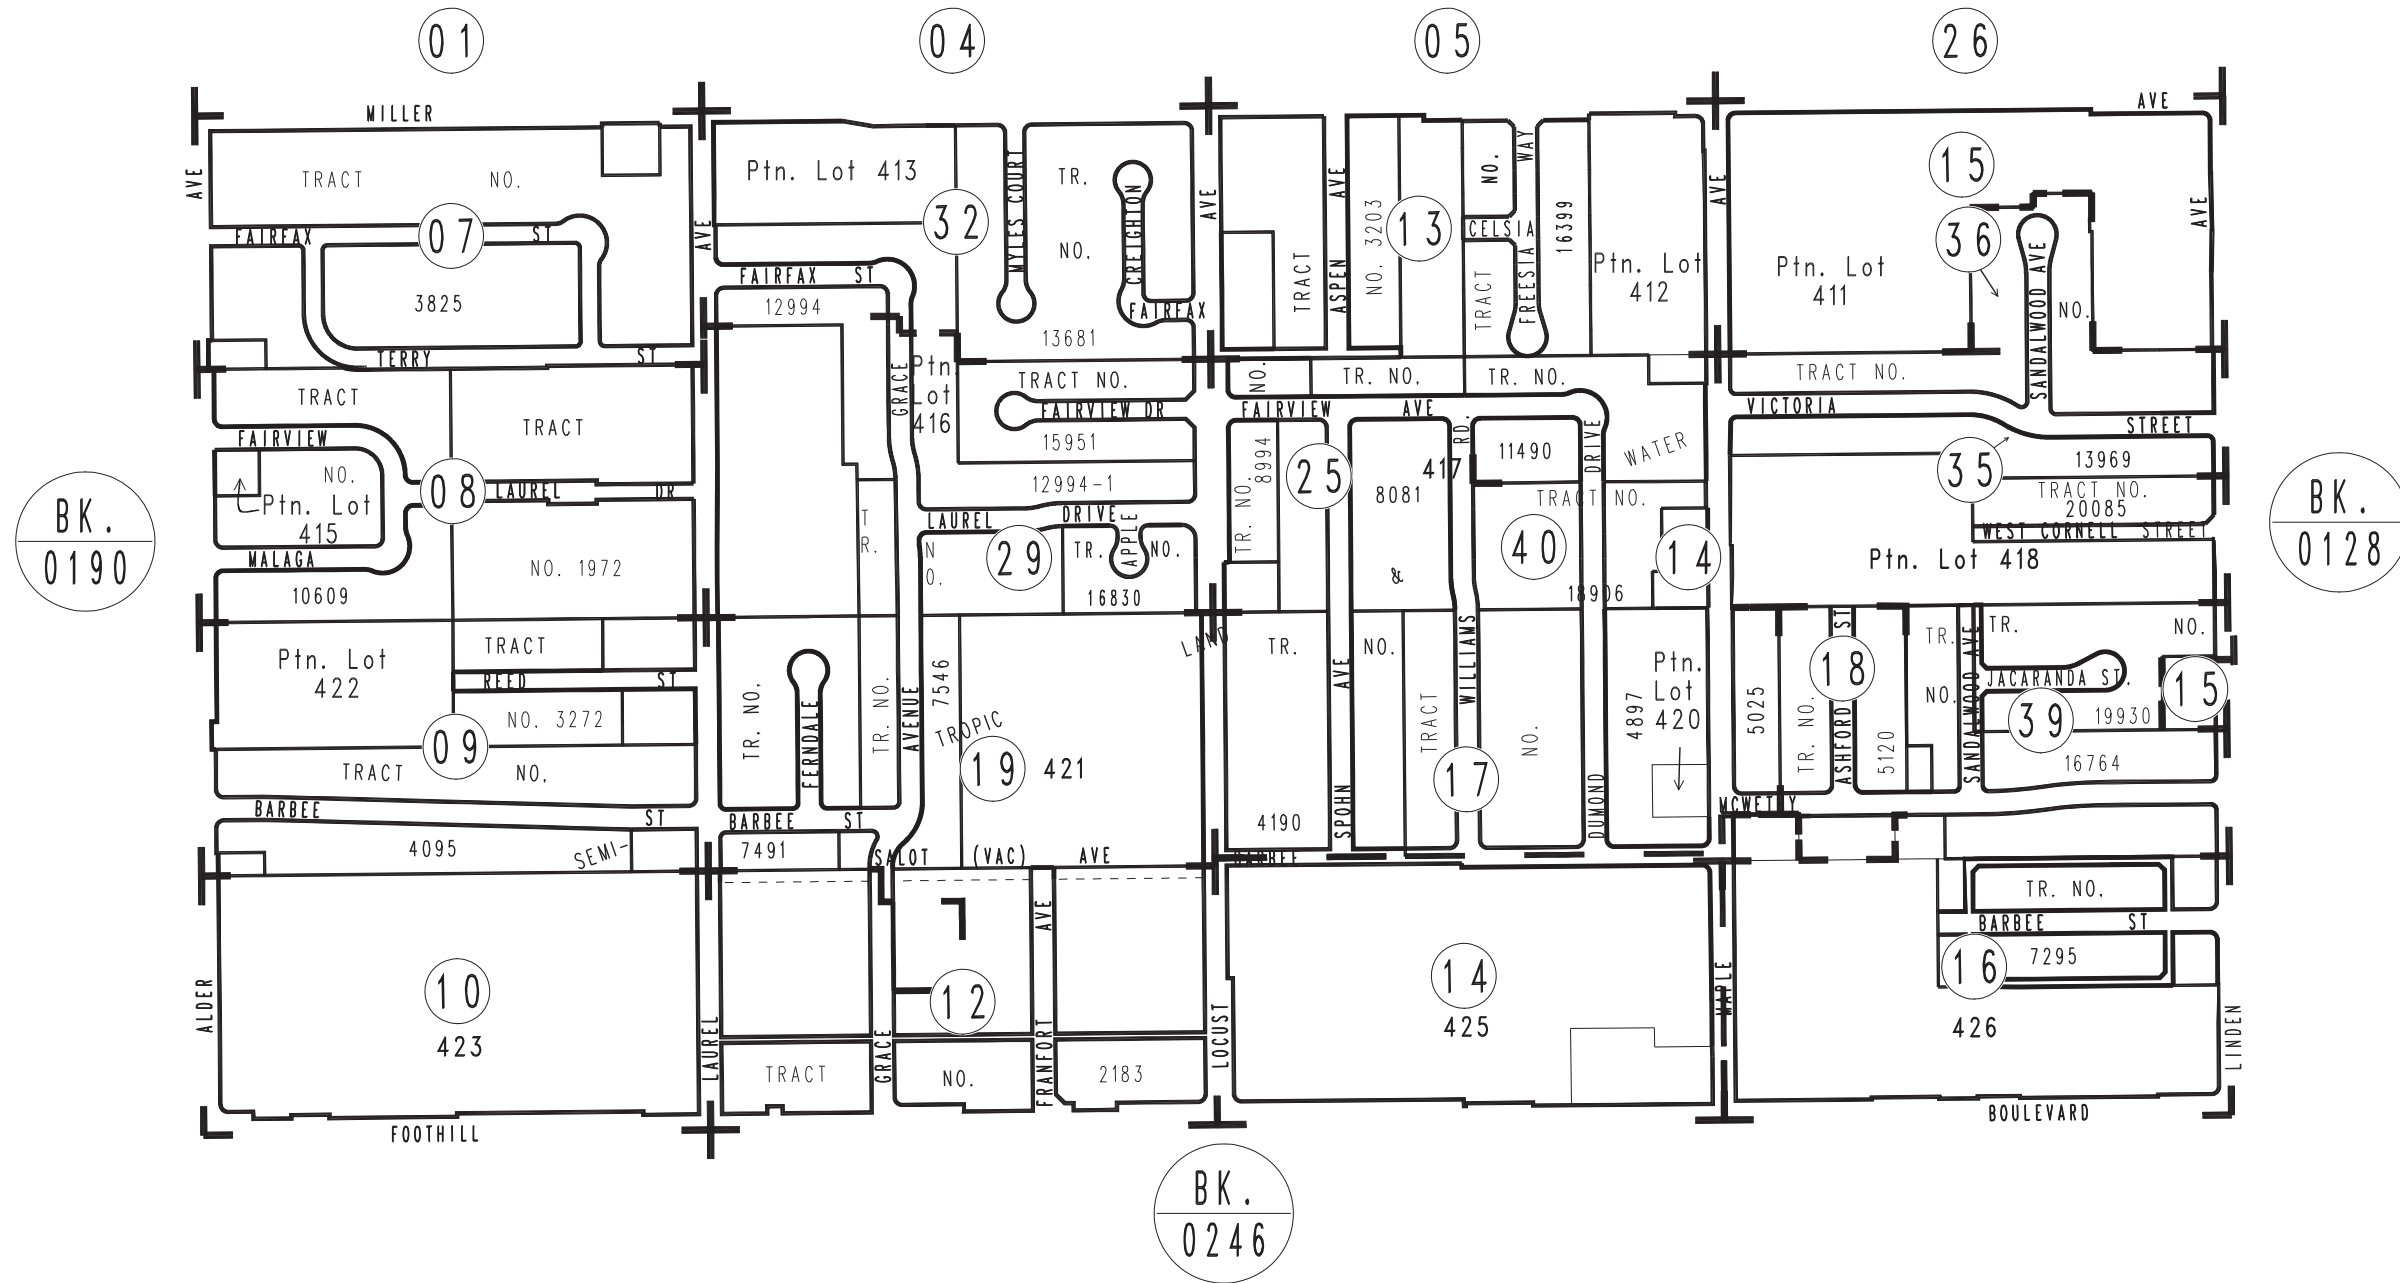 01
04
05
26
MILLER
AVE
AVE
TRACT NO.
07
FAIRFAX ST
3825
TERRY ST
AVE
Ptn. Lot 413
32
MYLES COURT
TR.
NO.
CREIGHTON
FAIRFAX
13681
AVE
FAIRFAX ST
12994
GRACE
Ptn.
Lot
416
TRACT NO.
FAIRVIEW DR
15951
12994-1
TRACT
ASPEN AVE
NO. 3203
13
NO.
WAY
CELSIA
TRACT
FREESIA
16399
Ptn. Lot
412
AVE
15
36
Ptn. Lot
411
SANDALWOOD AVE
NO.
AVE
TRACT NO.
VICTORIA
STREET
TRACT
TRACT
FAIRVIEW
NO.
Ptn. Lot
415
08
LAUREL DR
MALAGA
10609
NO. 1972
BK.
0190
T
R.
LAUREL DRIVE
N
O.
29
TR. NO.
APPLE
16830
NO.
TR. NO.
TR. NO.
FAIRVIEW AVE
TR. NO.
8994
25
417
8081
&
RD.
11490
DRIVE
WATER
TRACT NO.
40
18906
14
35
13969
TRACT NO.
20085
WEST CORNELL STREET
Ptn. Lot 418
BK.
0128
Ptn. Lot
422
TRACT
REED ST
NO. 3272
09
TRACT NO.
BARBEE ST
4095
SEMI-
TR. NO.
FERNDALE
TR. NO.
AVENUE
7546
TROPIC
19 421
LAND
BARBEE ST
7491
SALOT (VAC) AVE
TR. NO.
SPOHN AVE
4190
BARBEE
TRACT
WILLIAMS
17
NO.
DUMOND
4897
Ptn.
Lot
420
5025
TR. NO.
18
ASHFORD ST
5120
TR.
NO.
SANDALWOOD AVE
TR. NO.
JACARANDA ST.
39
19930
15
16764
MCWETHY
ALDER
10
423
LAUREL
TRACT
GRACE
12
NO.
FRANFORT AVE
2183
LOCUST
14
425
MAPLE
TR. NO.
BARBEE ST
7295
16
426
LINDEN
FOOTHILL
BOULEVARD
BK.
0246